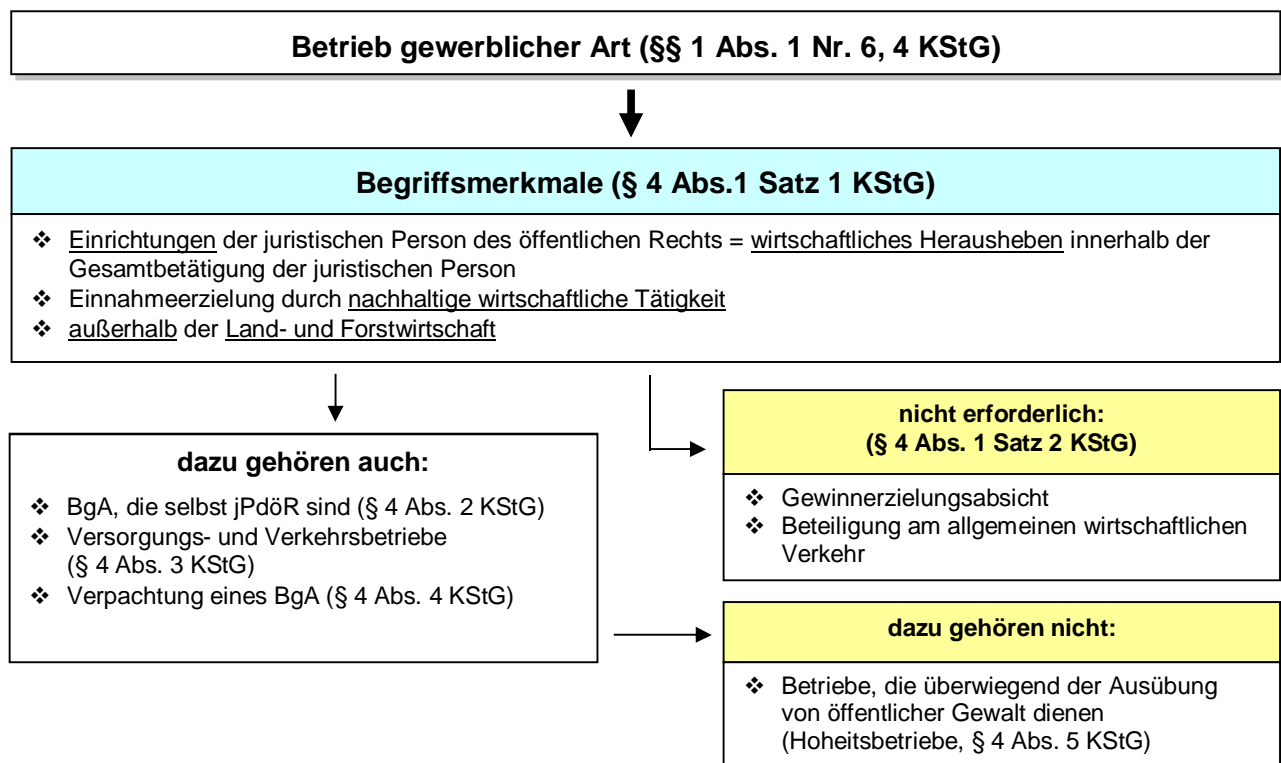 Betrieb gewerblicher Art (§§ 1 Abs. 1 Nr. 6, 4 KStG)
Begriffsmerkmale (§ 4 Abs.1 Satz 1 KStG)
❖ Einrichtungen der juristischen Person des öffentlichen Rechts = wirtschaftliches Herausheben innerhalb der
Gesamtbetätigung der juristischen Person
❖ Einnahmeerzielung durch nachhaltige wirtschaftliche Tätigkeit
❖ außerhalb der Land- und Forstwirtschaft
dazu gehören auch:
❖ BgA, die selbst jPdöR sind (§ 4 Abs. 2 KStG)
❖ Versorgungs- und Verkehrsbetriebe
(§ 4 Abs. 3 KStG)
❖ Verpachtung eines BgA (§ 4 Abs. 4 KStG)
nicht erforderlich:
(§ 4 Abs. 1 Satz 2 KStG)
❖ Gewinnerzielungsabsicht
❖ Beteiligung am allgemeinen wirtschaftlichen
Verkehr
dazu gehören nicht:
❖ Betriebe, die überwiegend der Ausübung
von öffentlicher Gewalt dienen
(Hoheitsbetriebe, § 4 Abs. 5 KStG)